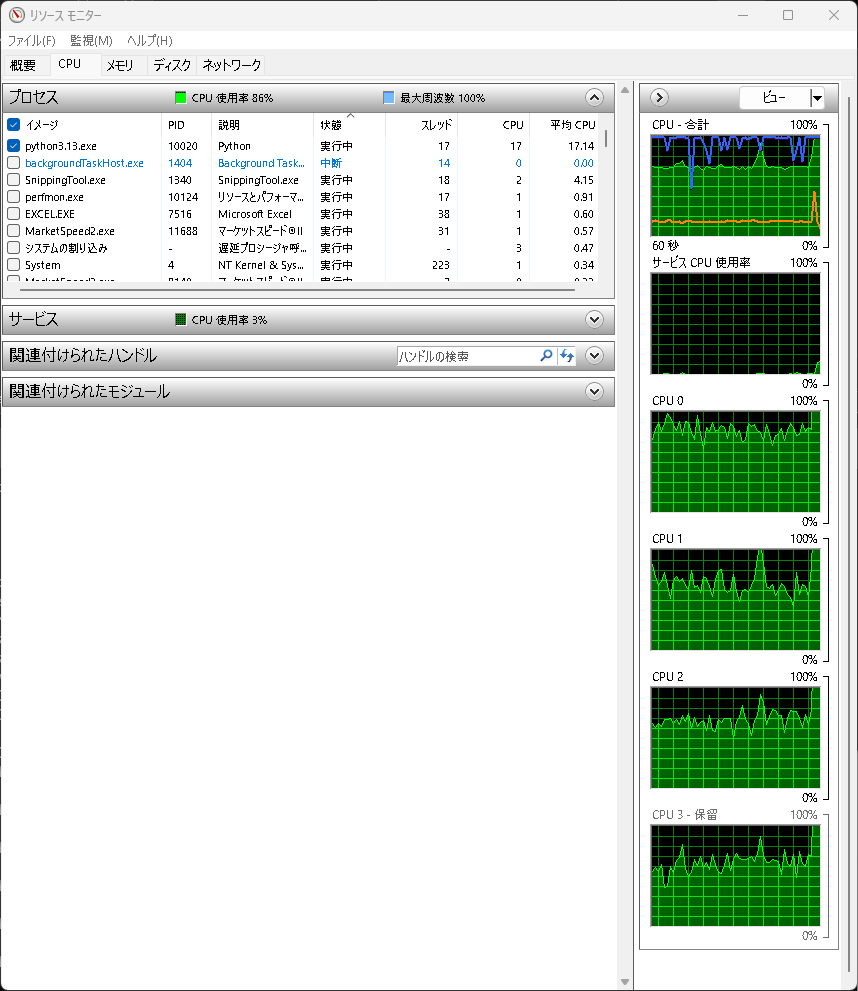 リソース モニター
ファイル(F) 監視(M) ヘルプ(H)
概要 CPU メモリ ディスク ネットワーク
プロセス CPU 使用率 86% 最大周波数 100%
イメージ PID 説明 状態 スレッド CPU 平均 CPU
python3.13.exe 10020 Python 実行中 17 17 17.14
backgroundTaskHost.exe 1404 Background Task... 中断 14 0 0.00
SnippingTool.exe 1340 SnippingTool.exe 実行中 18 2 4.15
perfmon.exe 10124 リソースとパフォーマ... 実行中 17 1 0.91
EXCEL.EXE 7516 Microsoft Excel 実行中 38 1 0.60
MarketSpeed2.exe 11688 マーケットスピード®II 実行中 31 1 0.57
システムの割り込み - 遅延プロシージャ呼... 実行中 - 3 0.47
System 4 NT Kernel & Sys... 実行中 223 1 0.34
サービス CPU 使用率 3%
関連付けられたハンドル ハンドルの検索
関連付けられたモジュール
ビュー
CPU - 合計 100%
60 秒 0%
サービス CPU 使用率 100%
0%
CPU 0 100%
0%
CPU 1 100%
0%
CPU 2 100%
0%
CPU 3 - 保留 100%
0%